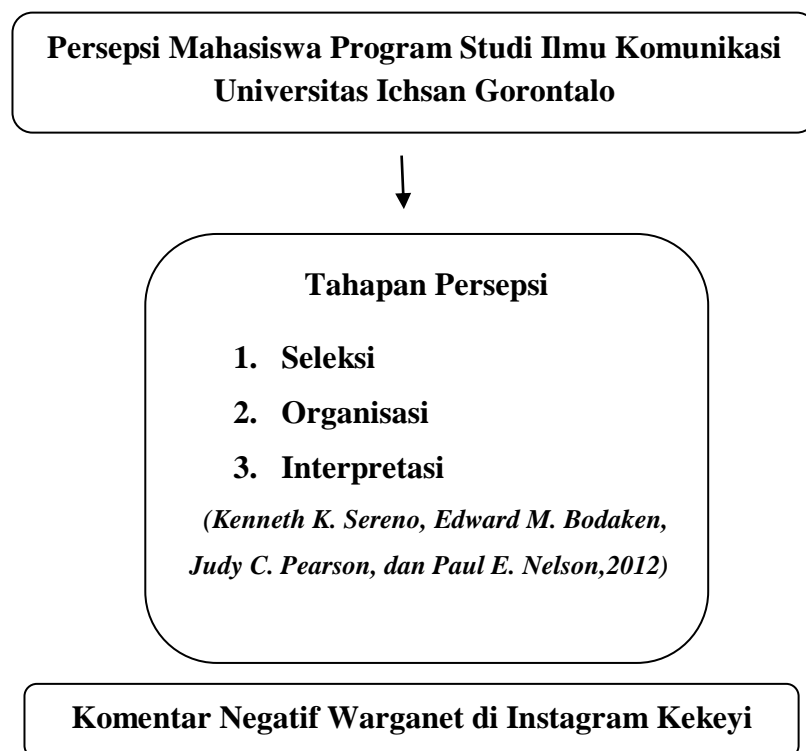 Persepsi Mahasiswa Program Studi Ilmu Komunikasi
Universitas Ichsan Gorontalo
Tahapan Persepsi
1. Seleksi
2. Organisasi
3. Interpretasi
(Kenneth K. Sereno, Edward M. Bodaken,
Judy C. Pearson, dan Paul E. Nelson,2012)
Komentar Negatif Warganet di Instagram Kekeyi